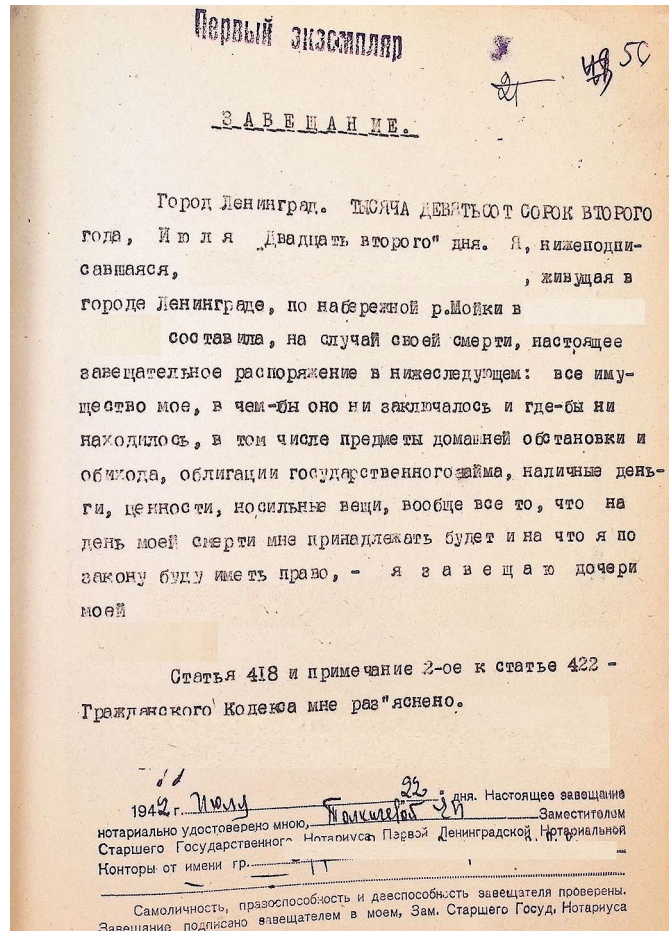 Первый экземпляр
21 50
ЗАВЕЩАНИЕ.
Город Ленинград. ТЫСЯЧА ДЕВЯТЬСОТ СОРОК ВТОРОГО
года, Июля „Двадцать второго" дня. Я, нижеподпи-
савшаяся, , живущая в
городе Ленинграде, по набережной р.Мойки в
составила, на случай своей смерти, настоящее
завещательное распоряжение в нижеследующем: все иму-
щество мое, в чем-бы оно ни заключалось и где-бы ни
находилось, в том числе предметы домашней обстановки и
обихода, облигации государственного займа, наличные день-
ги, ценности, носильные вещи, вообще все то, что на
день моей смерти мне принадлежать будет и на что я по
закону буду иметь право, - я завещаю дочери
моей
Статья 418 и примечание 2-ое к статье 422 -
Гражданского Кодекса мне раз"яснено.
1942 г. Июля 22 дня. Настоящее завещание
нотариально удостоверено мною, Заместителем
Старшего Государственного Нотариуса Первой Ленинградской Нотариальной
Конторы от имени гр.
Самоличность, правоспособность и дееспособность завещателя проверены.
Завещание подписано завещателем в моем, Зам. Старшего Госуд. Нотариуса